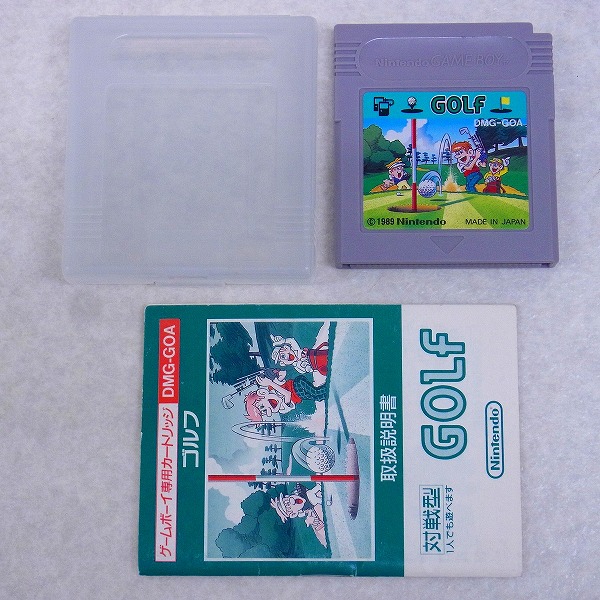 Nintendo GAME BOY
GOLF
DMG-GOA
©1989 Nintendo
MADE IN JAPAN
ゲームボーイ専用カートリッジ DMG-GOA
ゴルフ
取扱説明書
GOLF
対戦型
1人でも遊べます
Nintendo